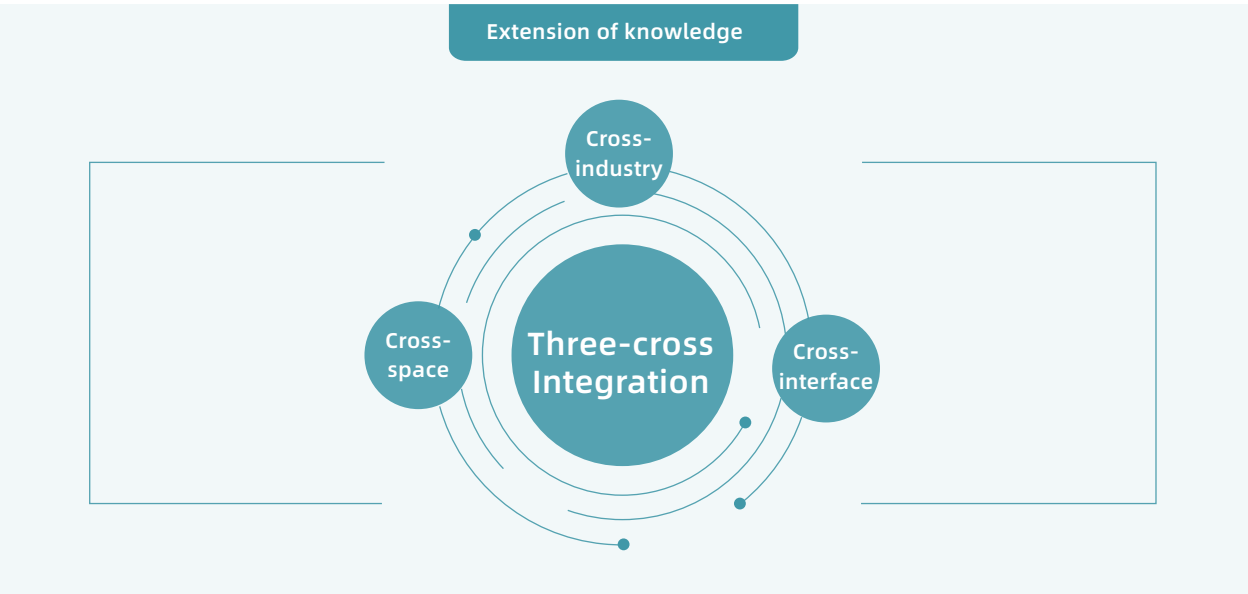 Extension of knowledge
Cross-
industry
Cross-
space
Three-cross
Integration
Cross-
interface